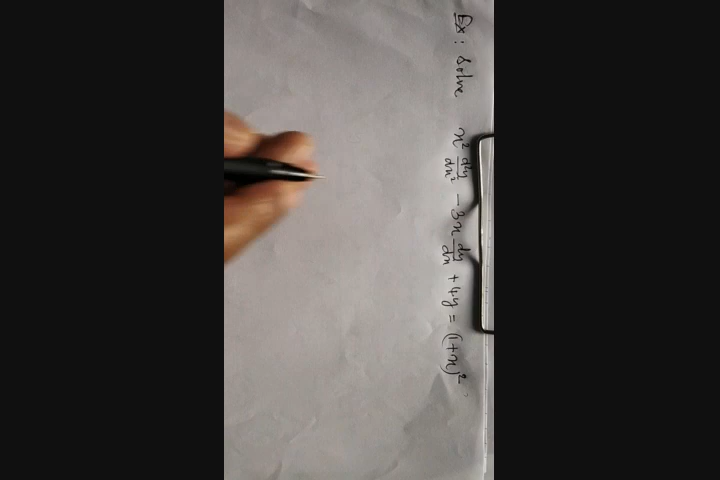 Ex: Solve x² d²y/dx² - 3x dy/dx + 4y = (1+x)²